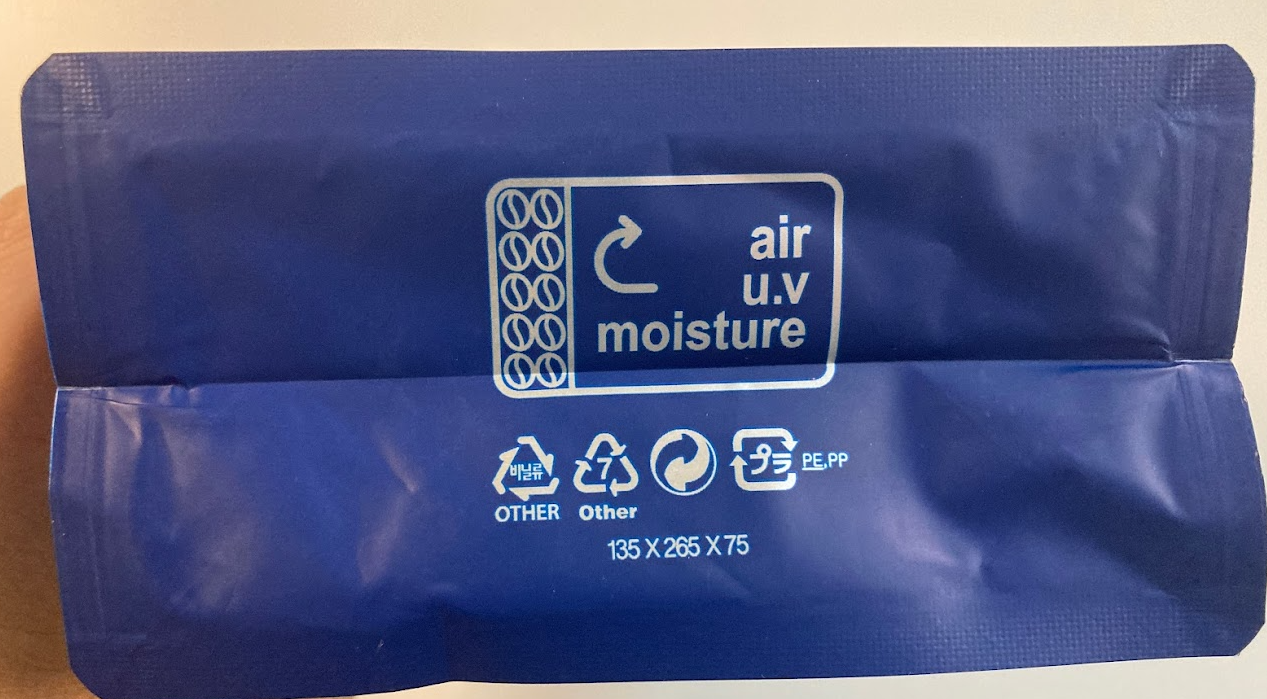 air
u.v
moisture
비닐류
7
プラ
PE,PP
OTHER
Other
135 X 265 X 75